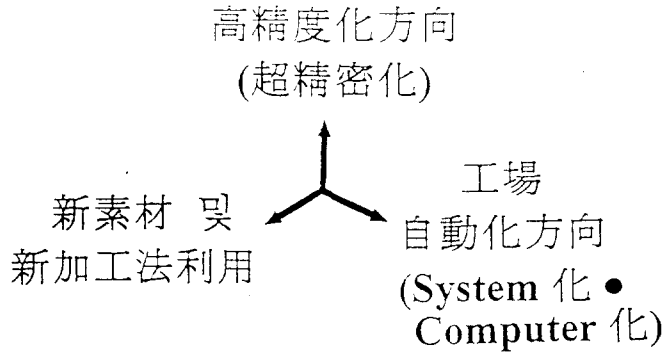 高精度化方向
(超精密化)
新素材 및
新加工法利用
工場
自動化方向
(System 化 •
Computer 化)